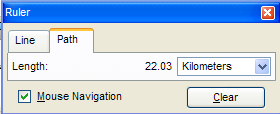 Ruler
Line Path
Length: 22.03 Kilometers
Mouse Navigation Clear